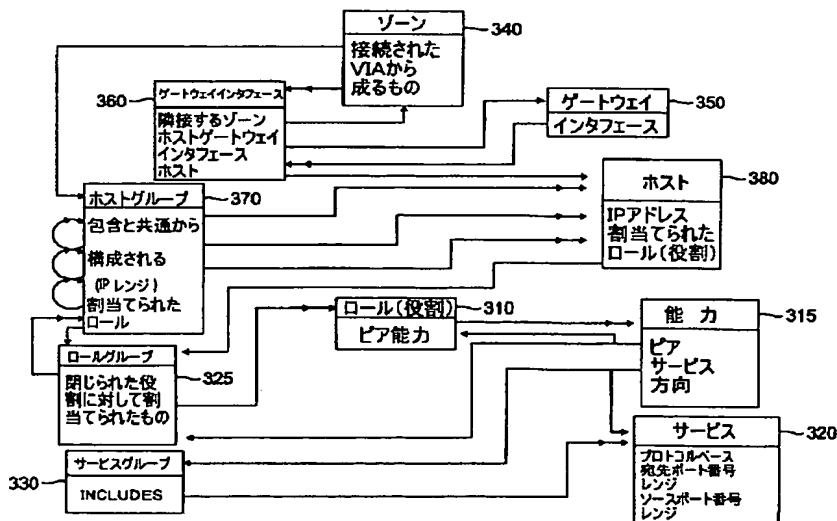 ゾーン
340
接続された
VIAから
成るもの
360
ゲートウェイインタフェース
隣接するゾーン
ホストゲートウェイ
インタフェース
ホスト
ゲートウェイ
350
インタフェース
ホストグループ
370
包含と共通から
構成される
(IPレンジ)
割当てられた
ロール
ホスト
380
IPアドレス
割当てられた
ロール(役割)
ロール(役割)
310
ピア能力
能 力
315
ピア
サービス
方向
ロールグループ
325
閉じられた役
割に対して割
当てられたもの
サービスグループ
330
INCLUDES
サービス
320
プロトコルベース
宛先ポート番号
レンジ
ソースポート番号
レンジ